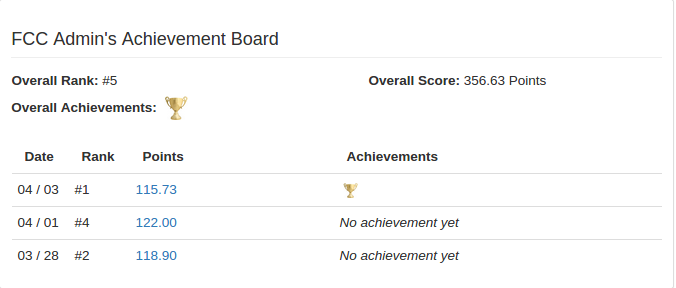 FCC Admin's Achievement Board
Overall Rank: #5 Overall Score: 356.63 Points
Overall Achievements:
Date Rank Points Achievements
04 / 03 #1 115.73
04 / 01 #4 122.00 No achievement yet
03 / 28 #2 118.90 No achievement yet